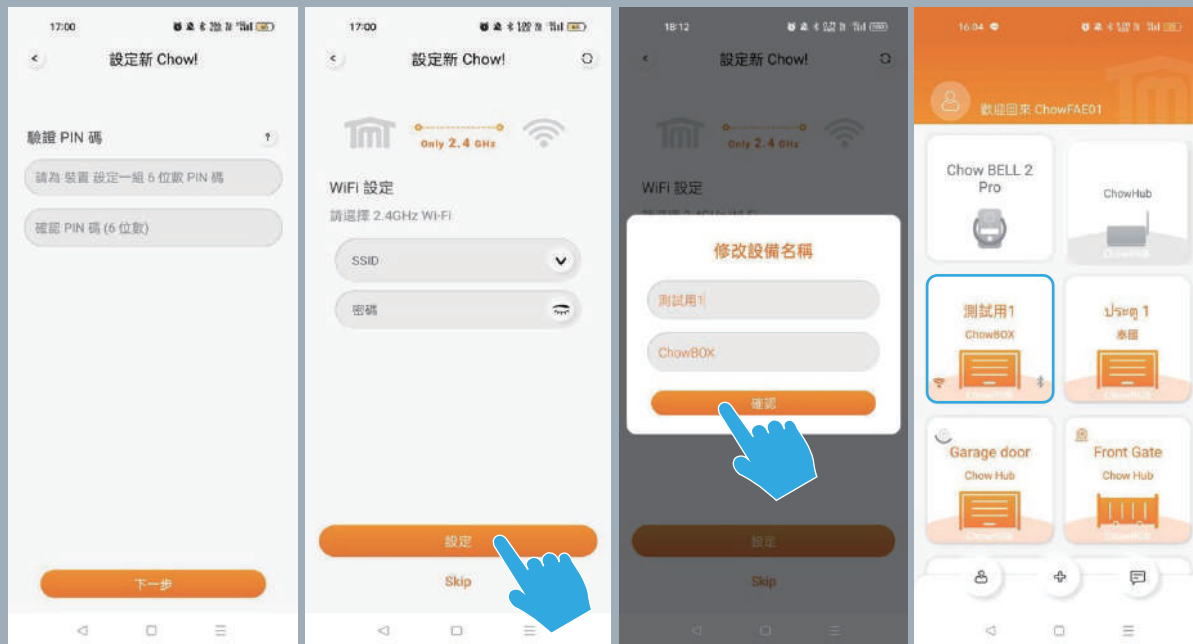 17:00
設定新 Chow!
驗證 PIN 碼
?
請為 裝置 設定一組 6 位數 PIN 碼
確認 PIN 碼 (6 位數)
下一步
17:00
設定新 Chow!
Only 2.4 GHz
WiFi 設定
請選擇 2.4GHz Wi-Fi
SSID
密碼
設定
Skip
18:12
設定新 Chow!
Only 2.4 GHz
WiFi 設定
修改設備名稱
測試用1
ChowBOX
確認
設定
Skip
16:04
歡迎回來 ChowFAE01
Chow BELL 2
Pro
ChowHub
測試用1
ChowBOX
ประตู 1
泰國
Garage door
Chow Hub
Front Gate
Chow Hub